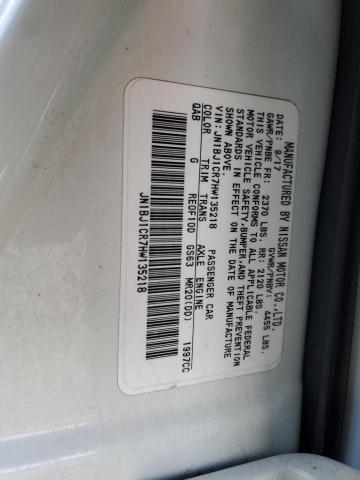 MANUFACTURED BY NISSAN MOTOR CO.,LTD.
DATE: 9/17 GVWR/PNBV: 4455 LBS.
GAWR/PNBE FR: 2370 LBS. RR: 2120 LBS.
THIS VEHICLE CONFORMS TO ALL APPLICABLE FEDERAL
MOTOR VEHICLE SAFETY,BUMPER,AND THEFT PREVENTION
STANDARDS IN EFFECT ON THE DATE OF MANUFACTURE
SHOWN ABOVE.
VIN: JN1BJ1CR7HW135218 PASSENGER CAR
COLOR TRIM TRANS AXLE ENGINE
QAB G RE0F10D GS63 MR20(DD) 1997CC
JN1BJ1CR7HW135218